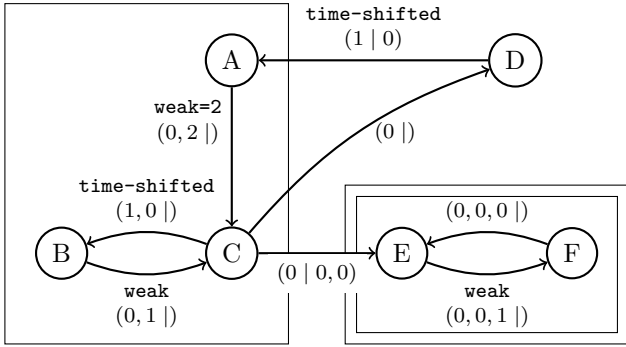 time-shifted
(1 | 0)
A
D
weak=2
(0, 2 |)
(0 |)
time-shifted
(1, 0 |)
(0, 0, 0 |)
B
C
E
F
(0 | 0, 0)
weak
(0, 1 |)
weak
(0, 0, 1 |)